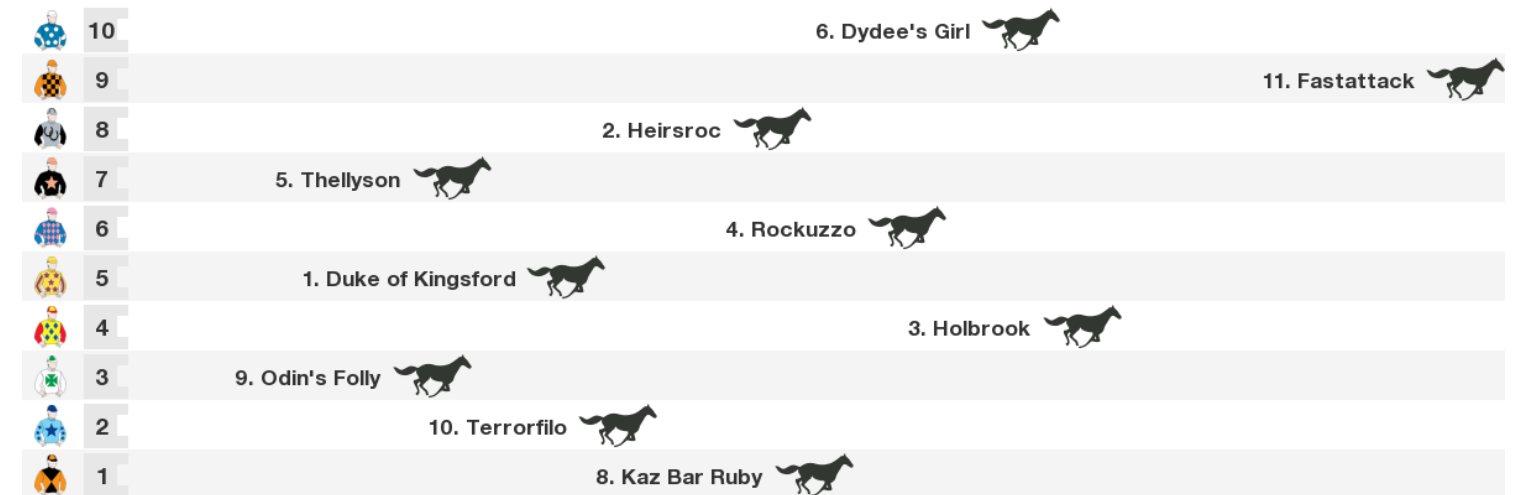 10 6. Dydee's Girl
9 11. Fastattack
8 2. Heirsroc
7 5. Thellyson
6 4. Rockuzzo
5 1. Duke of Kingsford
4 3. Holbrook
3 9. Odin's Folly
2 10. Terrorfilo
1 8. Kaz Bar Ruby